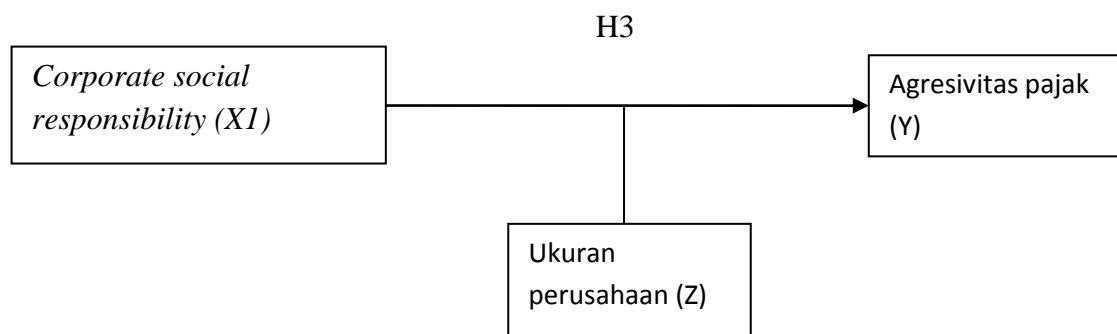 H3
Corporate social
responsibility (X1)
Agresivitas pajak
(Y)
Ukuran
perusahaan (Z)